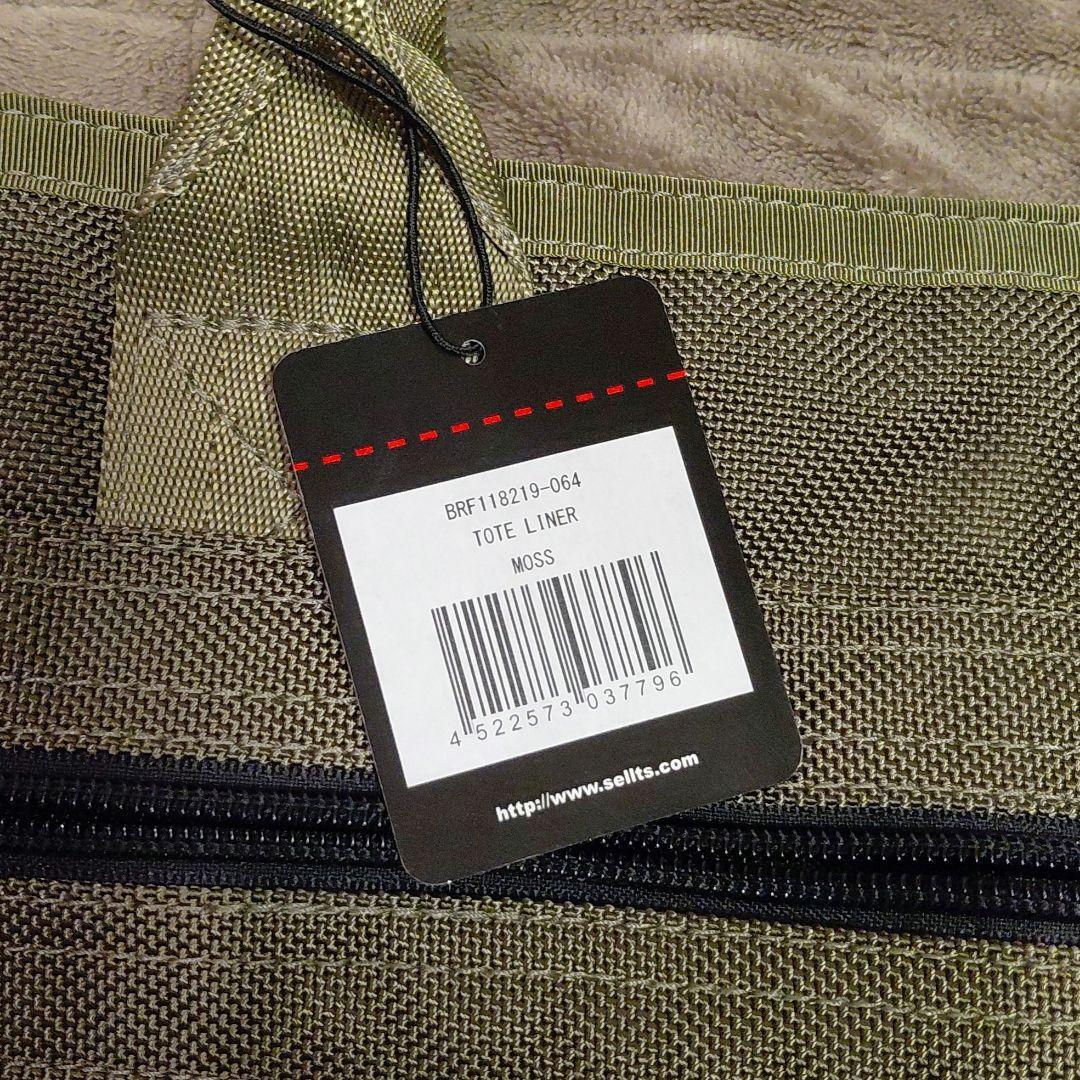 BRF118219-064
TOTE LINER
MOSS
4 522573 037796
http://www.sellts.com